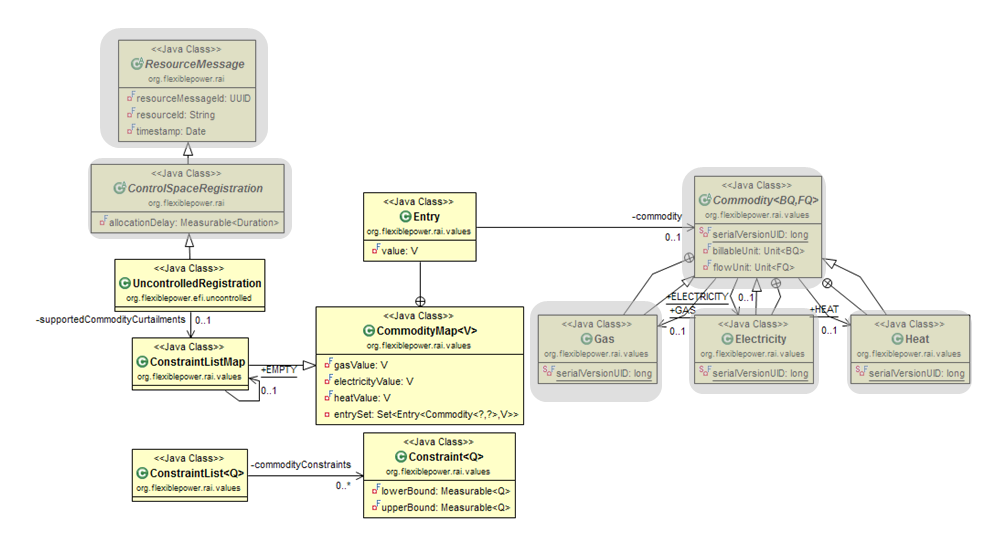 <<Java Class>>
ResourceMessage
org.flexiblepower.rai
resourceMessageId: UUID
resourceId: String
timestamp: Date
<<Java Class>>
ControlSpaceRegistration
org.flexiblepower.rai
allocationDelay: Measurable<Duration>
<<Java Class>>
UncontrolledRegistration
org.flexiblepower.efi.uncontrolled
-supportedCommodityCurtailments
0..1
<<Java Class>>
ConstraintListMap
org.flexiblepower.rai.values
+EMPTY
0..1
<<Java Class>>
Entry
org.flexiblepower.rai.values
value: V
-commodity
0..1
<<Java Class>>
CommodityMap<V>
org.flexiblepower.rai.values
gasValue: V
electricityValue: V
heatValue: V
entrySet: Set<Entry<Commodity<?,?>,V>>
<<Java Class>>
Commodity<BQ,FQ>
org.flexiblepower.rai.values
serialVersionUID: long
billableUnit: Unit<BQ>
flowUnit: Unit<FQ>
+ELECTRICITY
0..1
+GAS
0..1
+HEAT
0..1
<<Java Class>>
Gas
org.flexiblepower.rai.values
serialVersionUID: long
<<Java Class>>
Electricity
org.flexiblepower.rai.values
serialVersionUID: long
<<Java Class>>
Heat
org.flexiblepower.rai.values
serialVersionUID: long
<<Java Class>>
ConstraintList<Q>
org.flexiblepower.rai.values
-commodityConstraints
0..*
<<Java Class>>
Constraint<Q>
org.flexiblepower.rai.values
lowerBound: Measurable<Q>
upperBound: Measurable<Q>